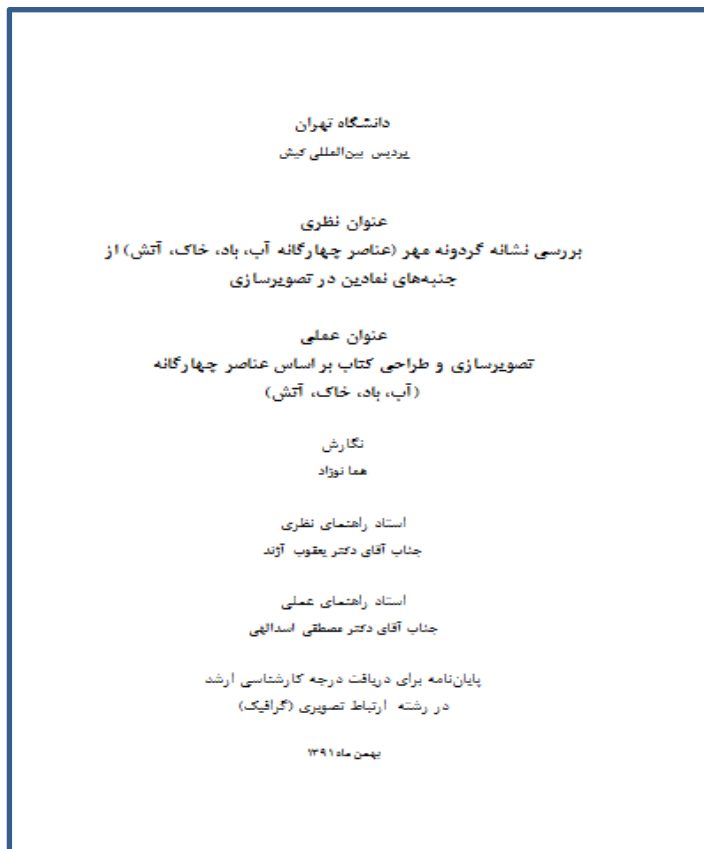 دانشگاه تهران
پردیس بین‌المللی کیش
عنوان نظری
بررسی نشانه گردونه مهر (عناصر چهارگانه آب، باد، خاک، آتش) از
جنبه‌های نمادین در تصویرسازی
عنوان عملی
تصویرسازی و طراحی کتاب بر اساس عناصر چهارگانه
(آب، باد، خاک، آتش)
نگارش
هما نوژاد
استاد راهنمای نظری
جناب آقای دکتر یعقوب آژند
استاد راهنمای عملی
جناب آقای دکتر مصطفی اسدالهی
پایان‌نامه برای دریافت درجه کارشناسی ارشد
در رشته ارتباط تصویری (گرافیک)
بهمن ماه ۱۳۹۱